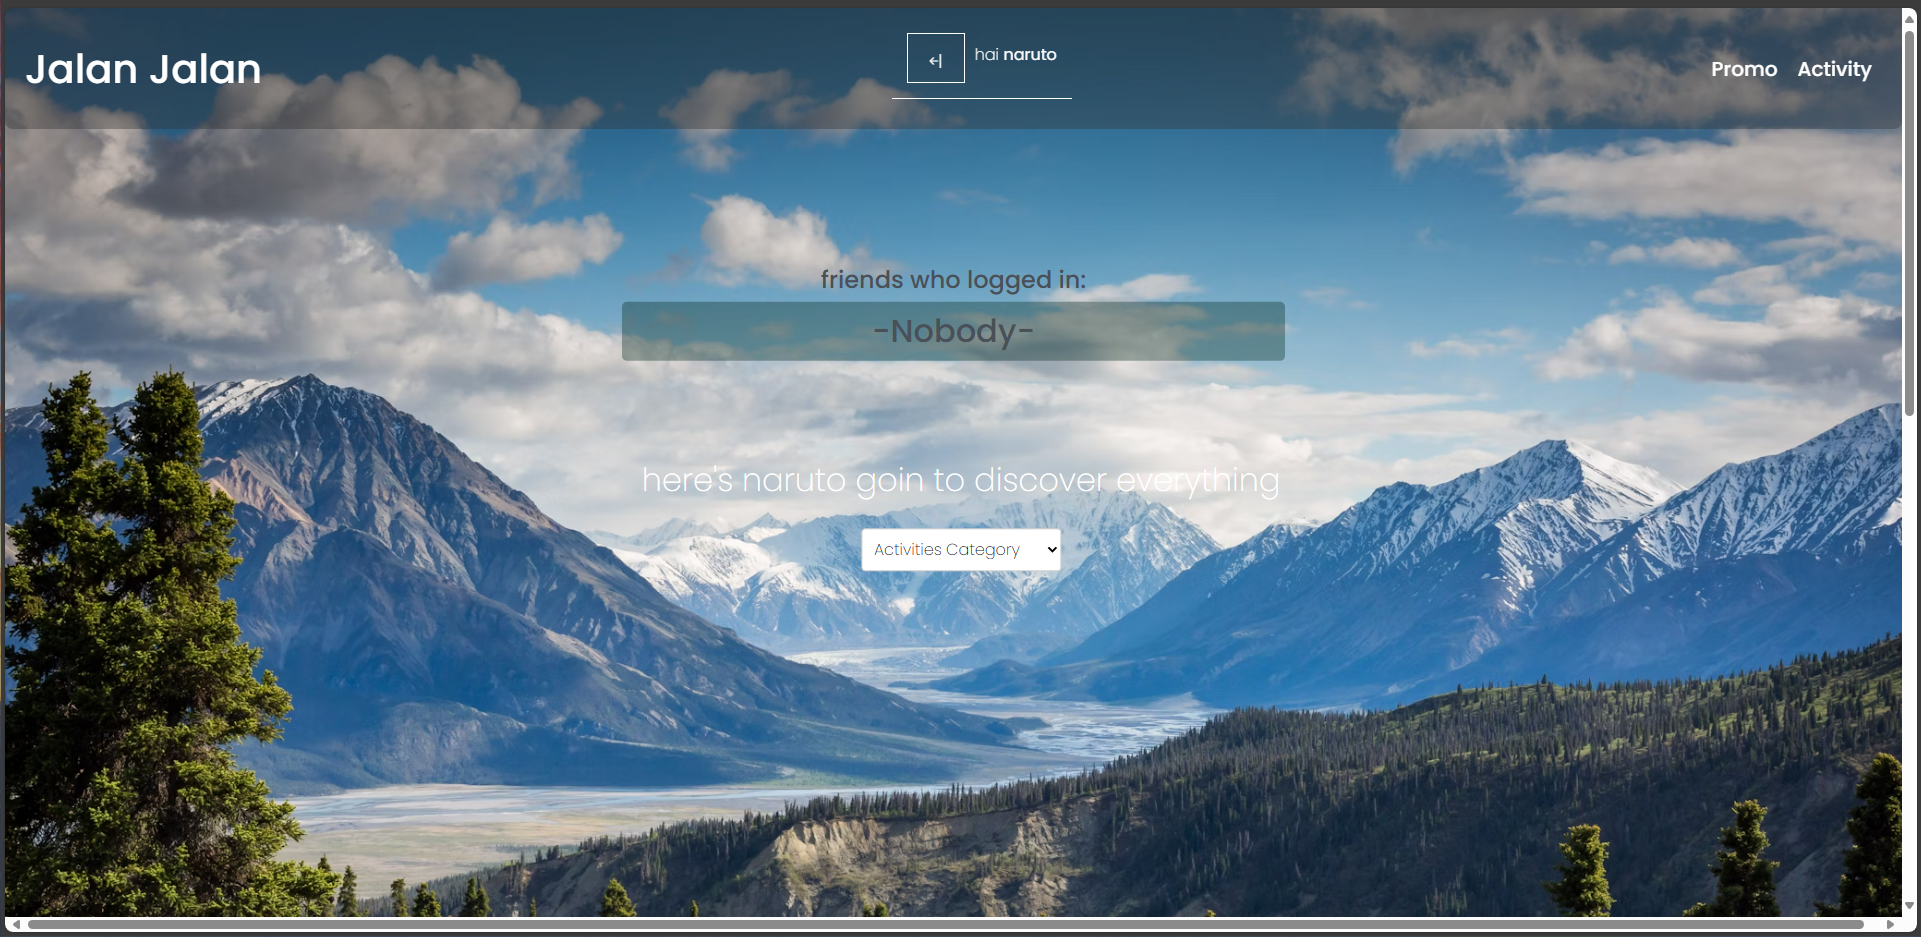 Jalan Jalan
hai naruto
Promo Activity
friends who logged in:
-Nobody-
here's naruto goin to discover everything
Activities Category